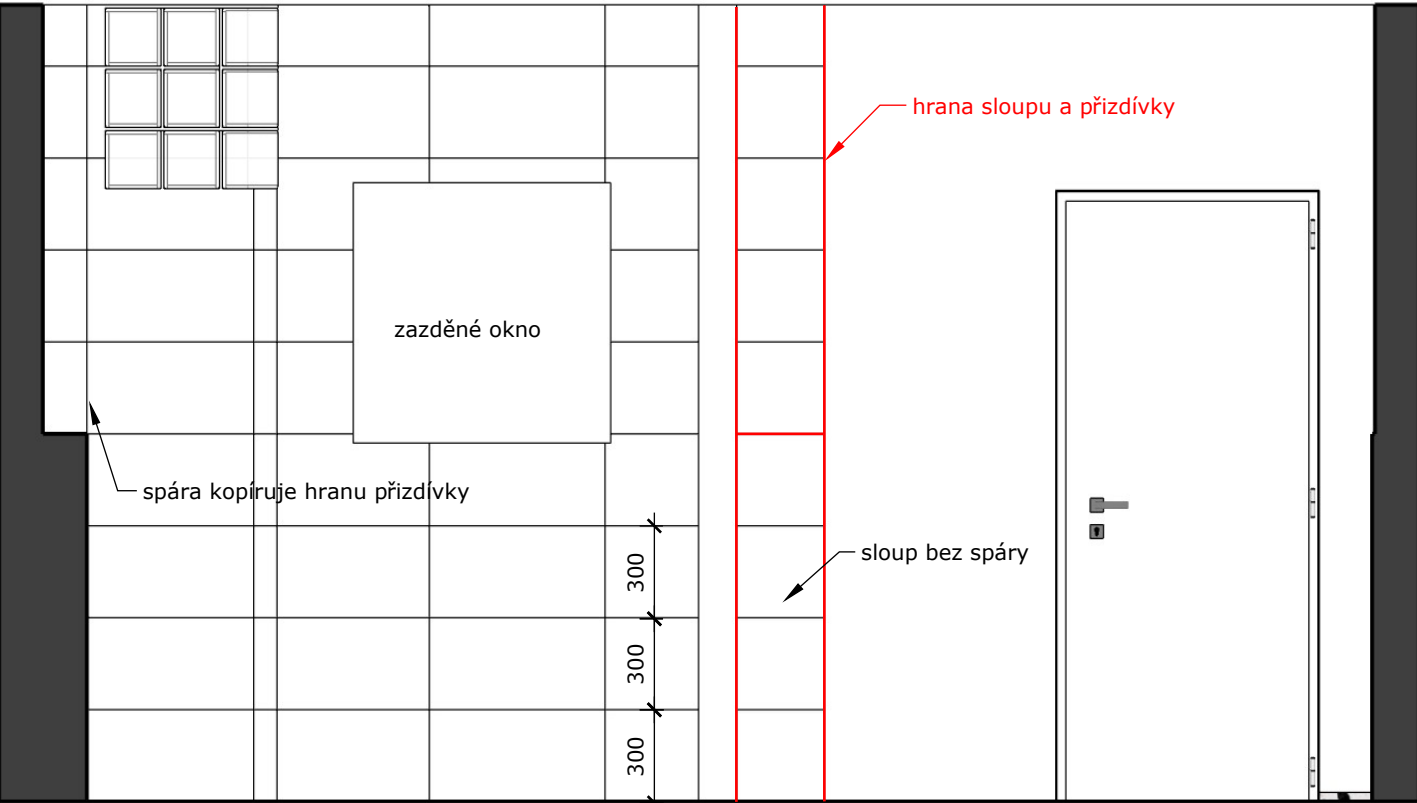 hrana sloupu a přizdívky
zazděné okno
spára kopíruje hranu přizdívky
sloup bez spáry
300
300
300